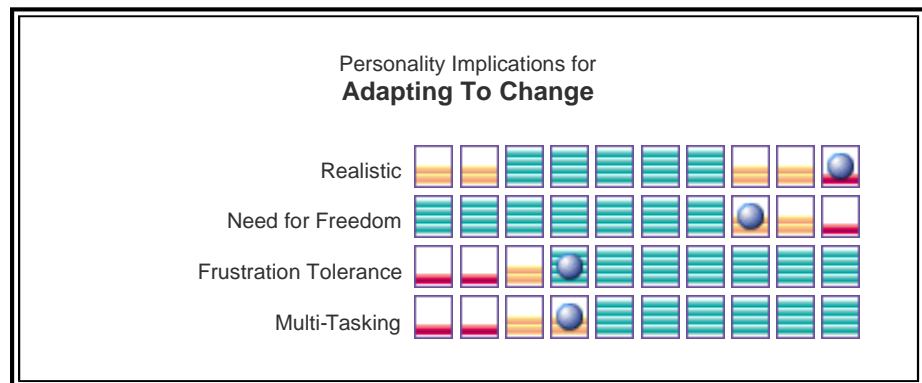 Personality Implications for
Adapting To Change
Realistic
Need for Freedom
Frustration Tolerance
Multi-Tasking